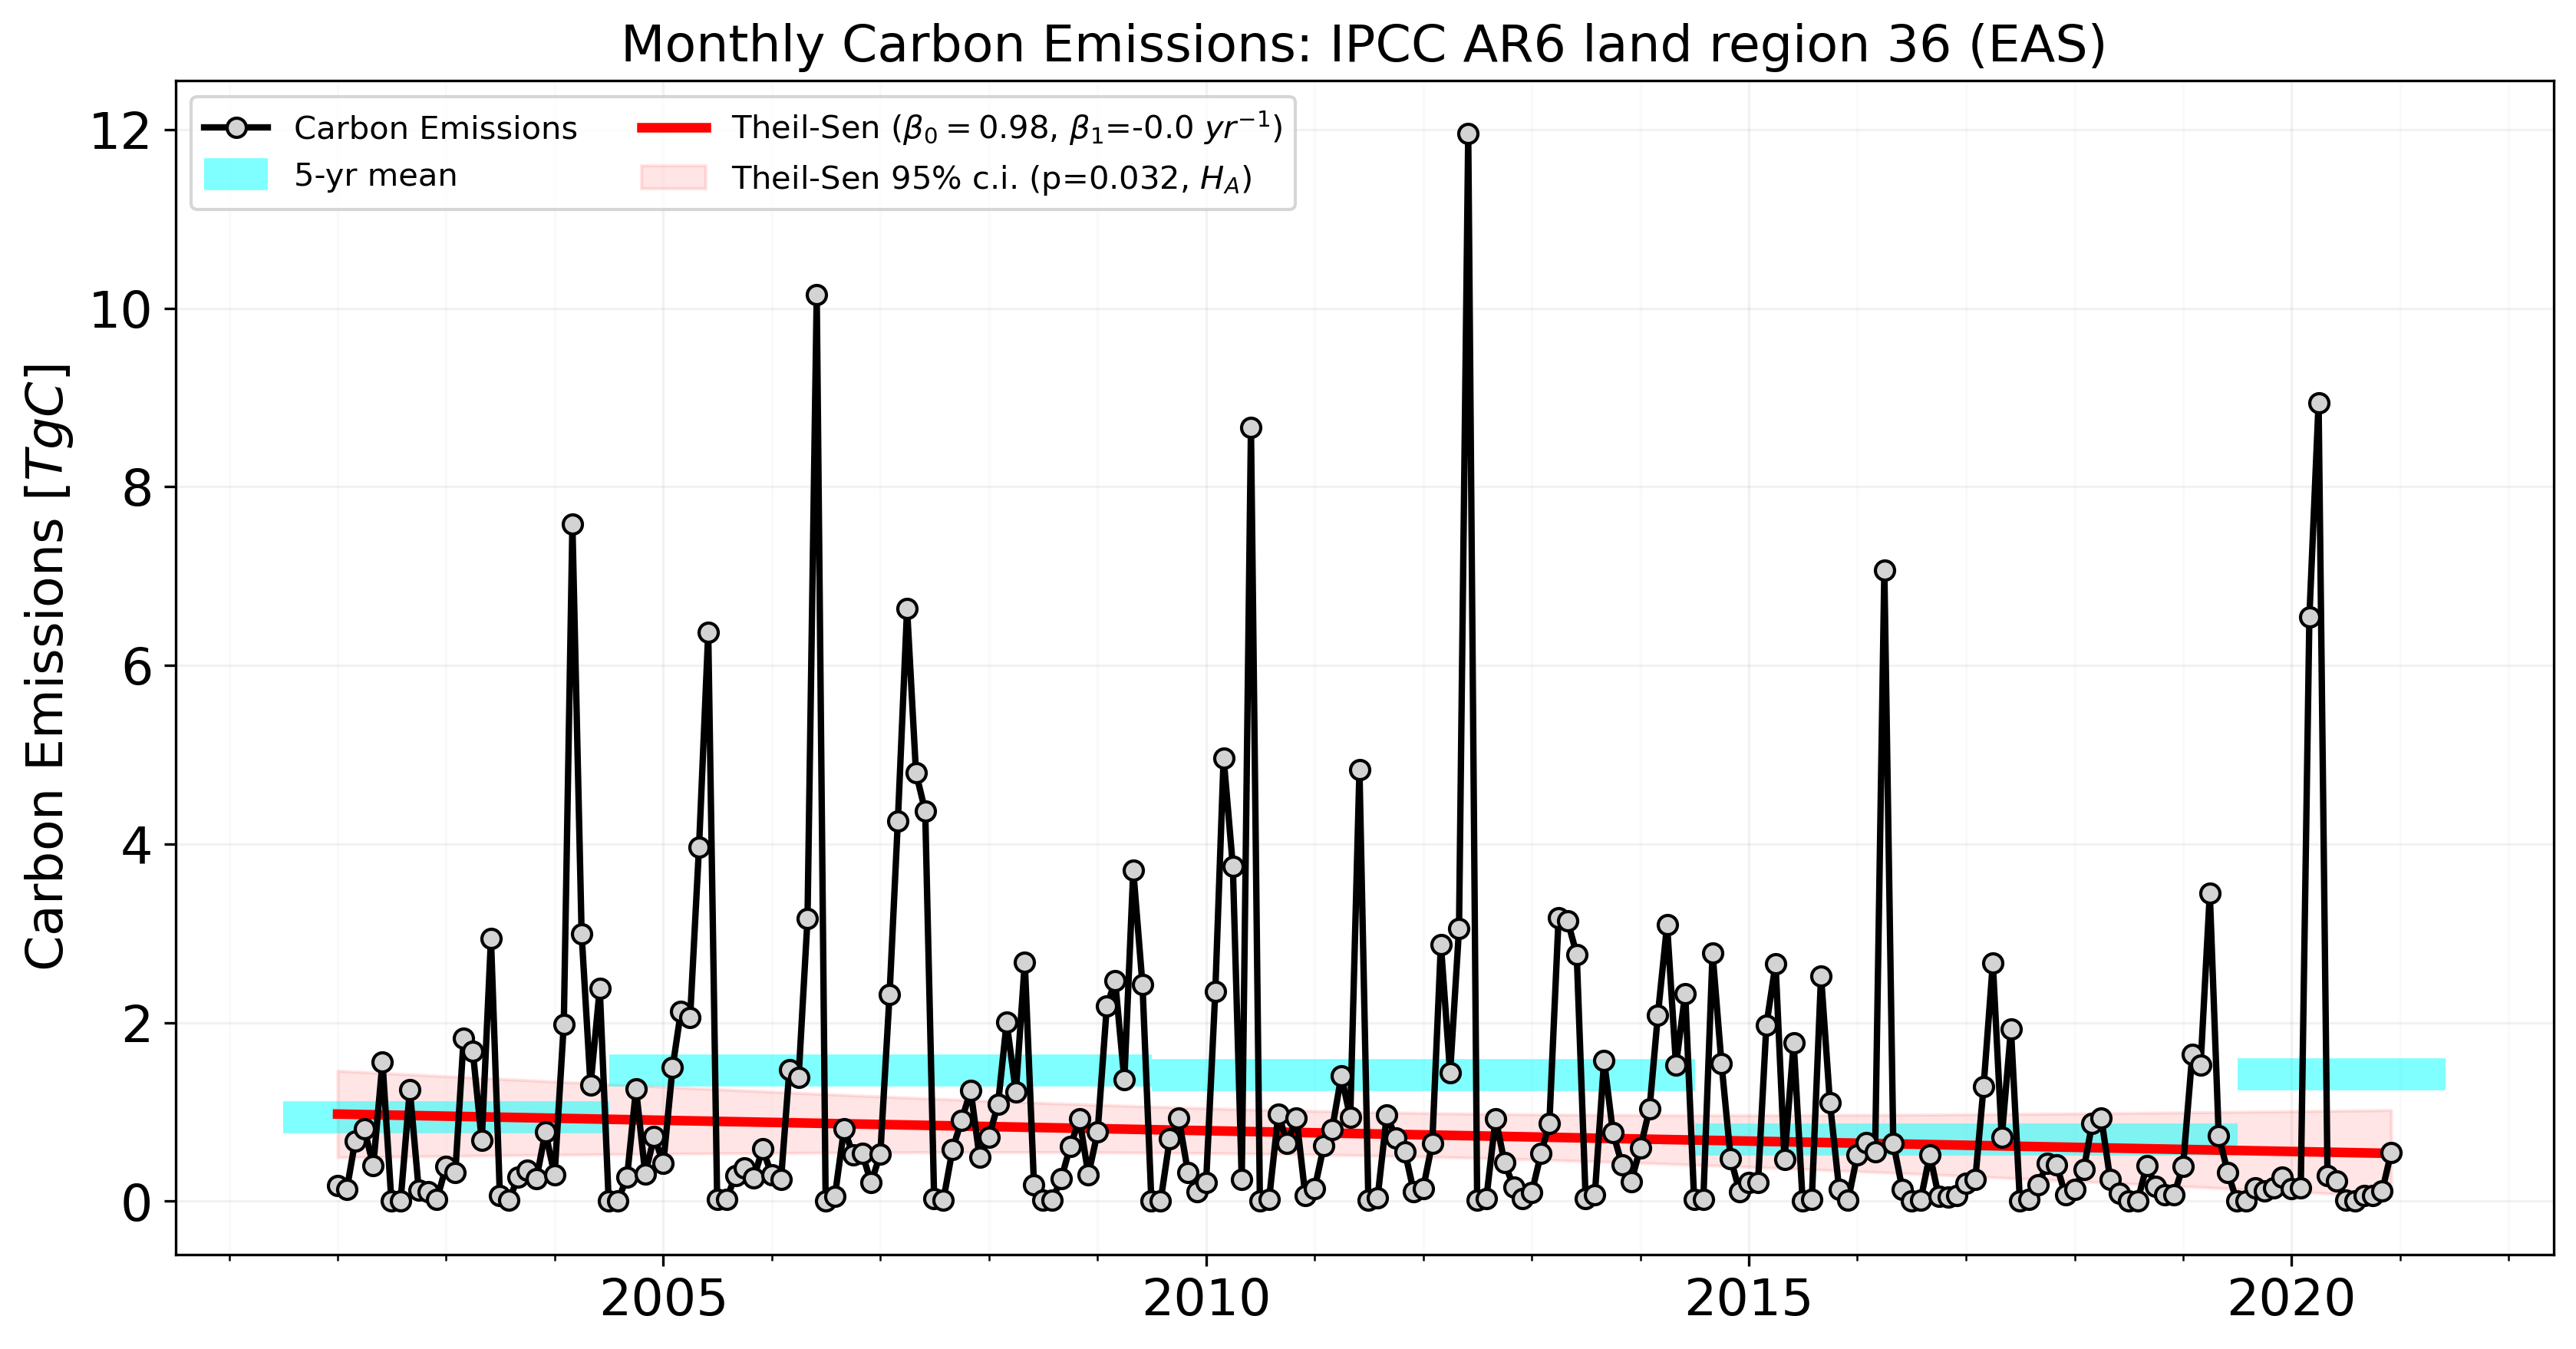 Monthly Carbon Emissions: IPCC AR6 land region 36 (EAS)
Carbon Emissions
5-yr mean
Theil-Sen (β₀ = 0.98, β₁=-0.0 yr⁻¹)
Theil-Sen 95% c.i. (p=0.032, H_A)
Carbon Emissions [TgC]
12
10
8
6
4
2
0
2005
2010
2015
2020